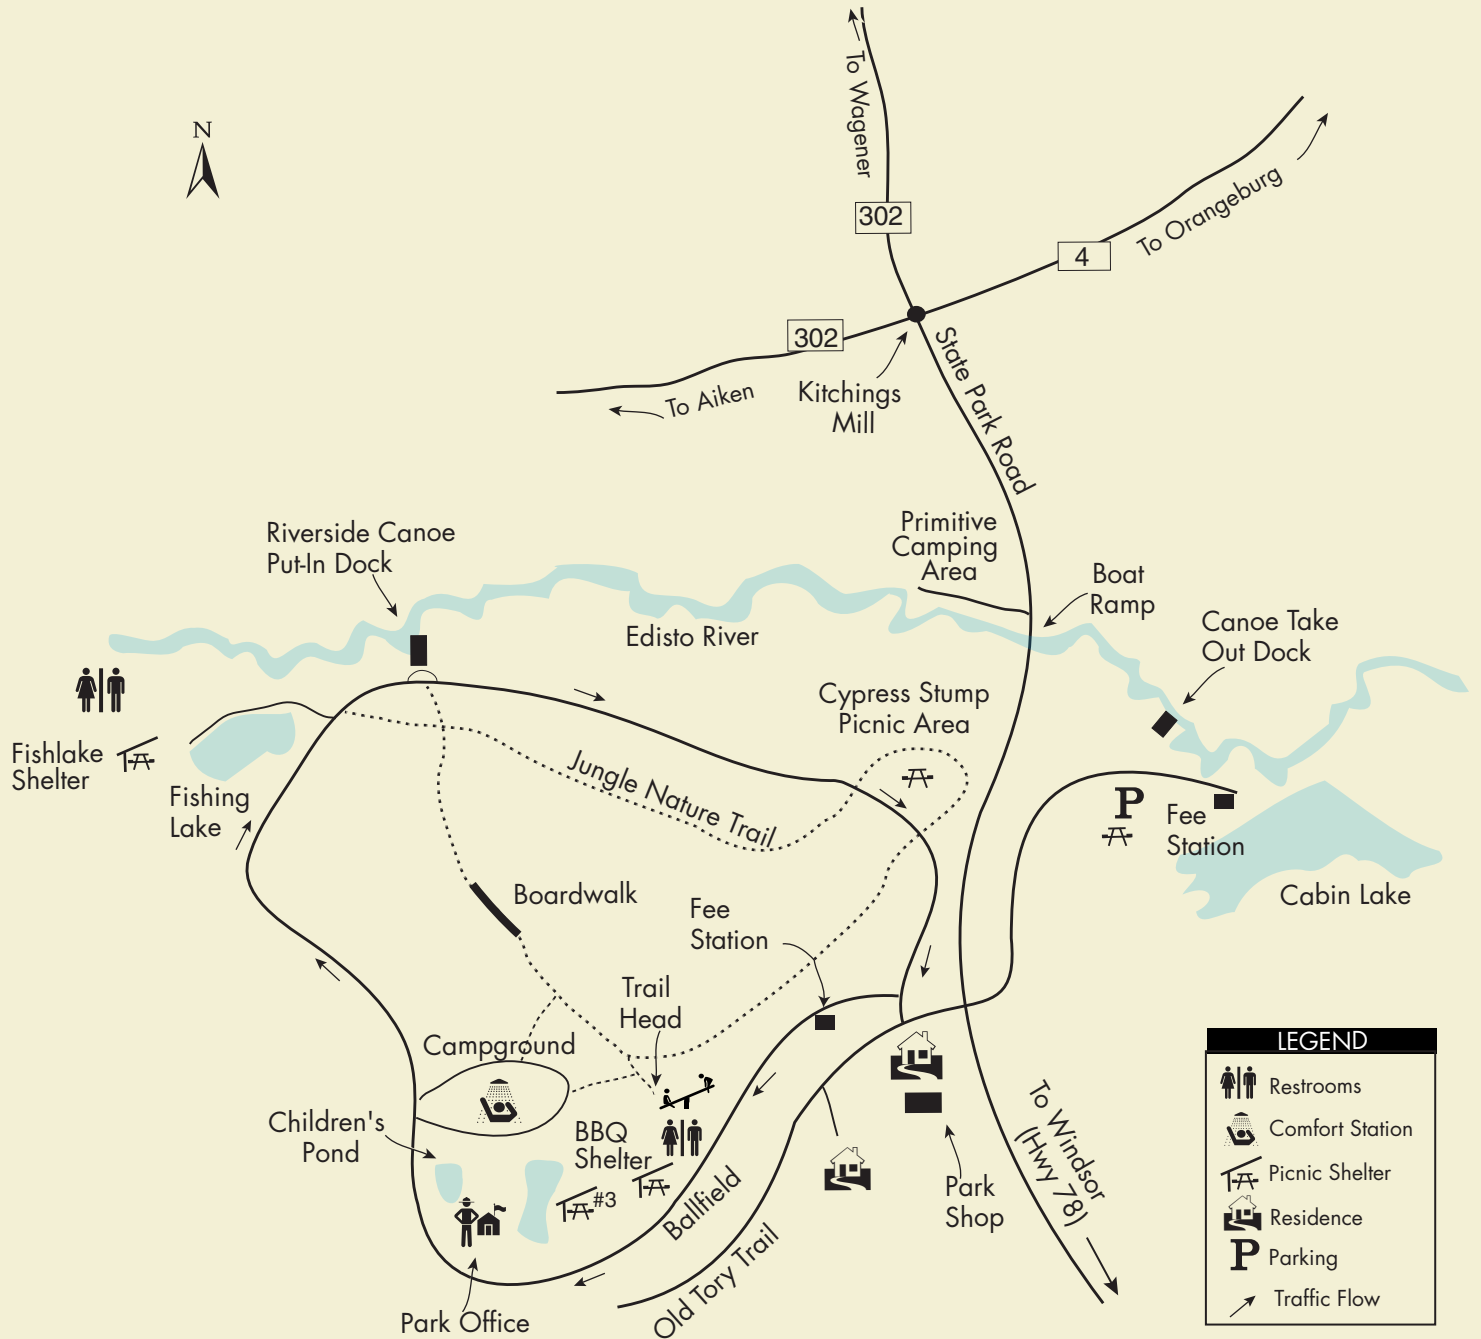 N
To Wagener
302
4
To Orangeburg
302
To Aiken
Kitchings
Mill
State Park Road
Riverside Canoe
Put-In Dock
Primitive
Camping
Area
Boat
Ramp
Canoe Take
Out Dock
Edisto River
Cypress Stump
Picnic Area
Fishlake
Shelter
Fishing
Lake
Jungle Nature Trail
P
Fee
Station
Cabin Lake
Boardwalk
Fee
Station
Trail
Head
Campground
Children's
Pond
BBQ
Shelter
#3
Ballfield
Old Tory Trail
Park
Shop
To Windsor
(Hwy 78)
Park Office
LEGEND
Restrooms
Comfort Station
Picnic Shelter
Residence
P Parking
Traffic Flow